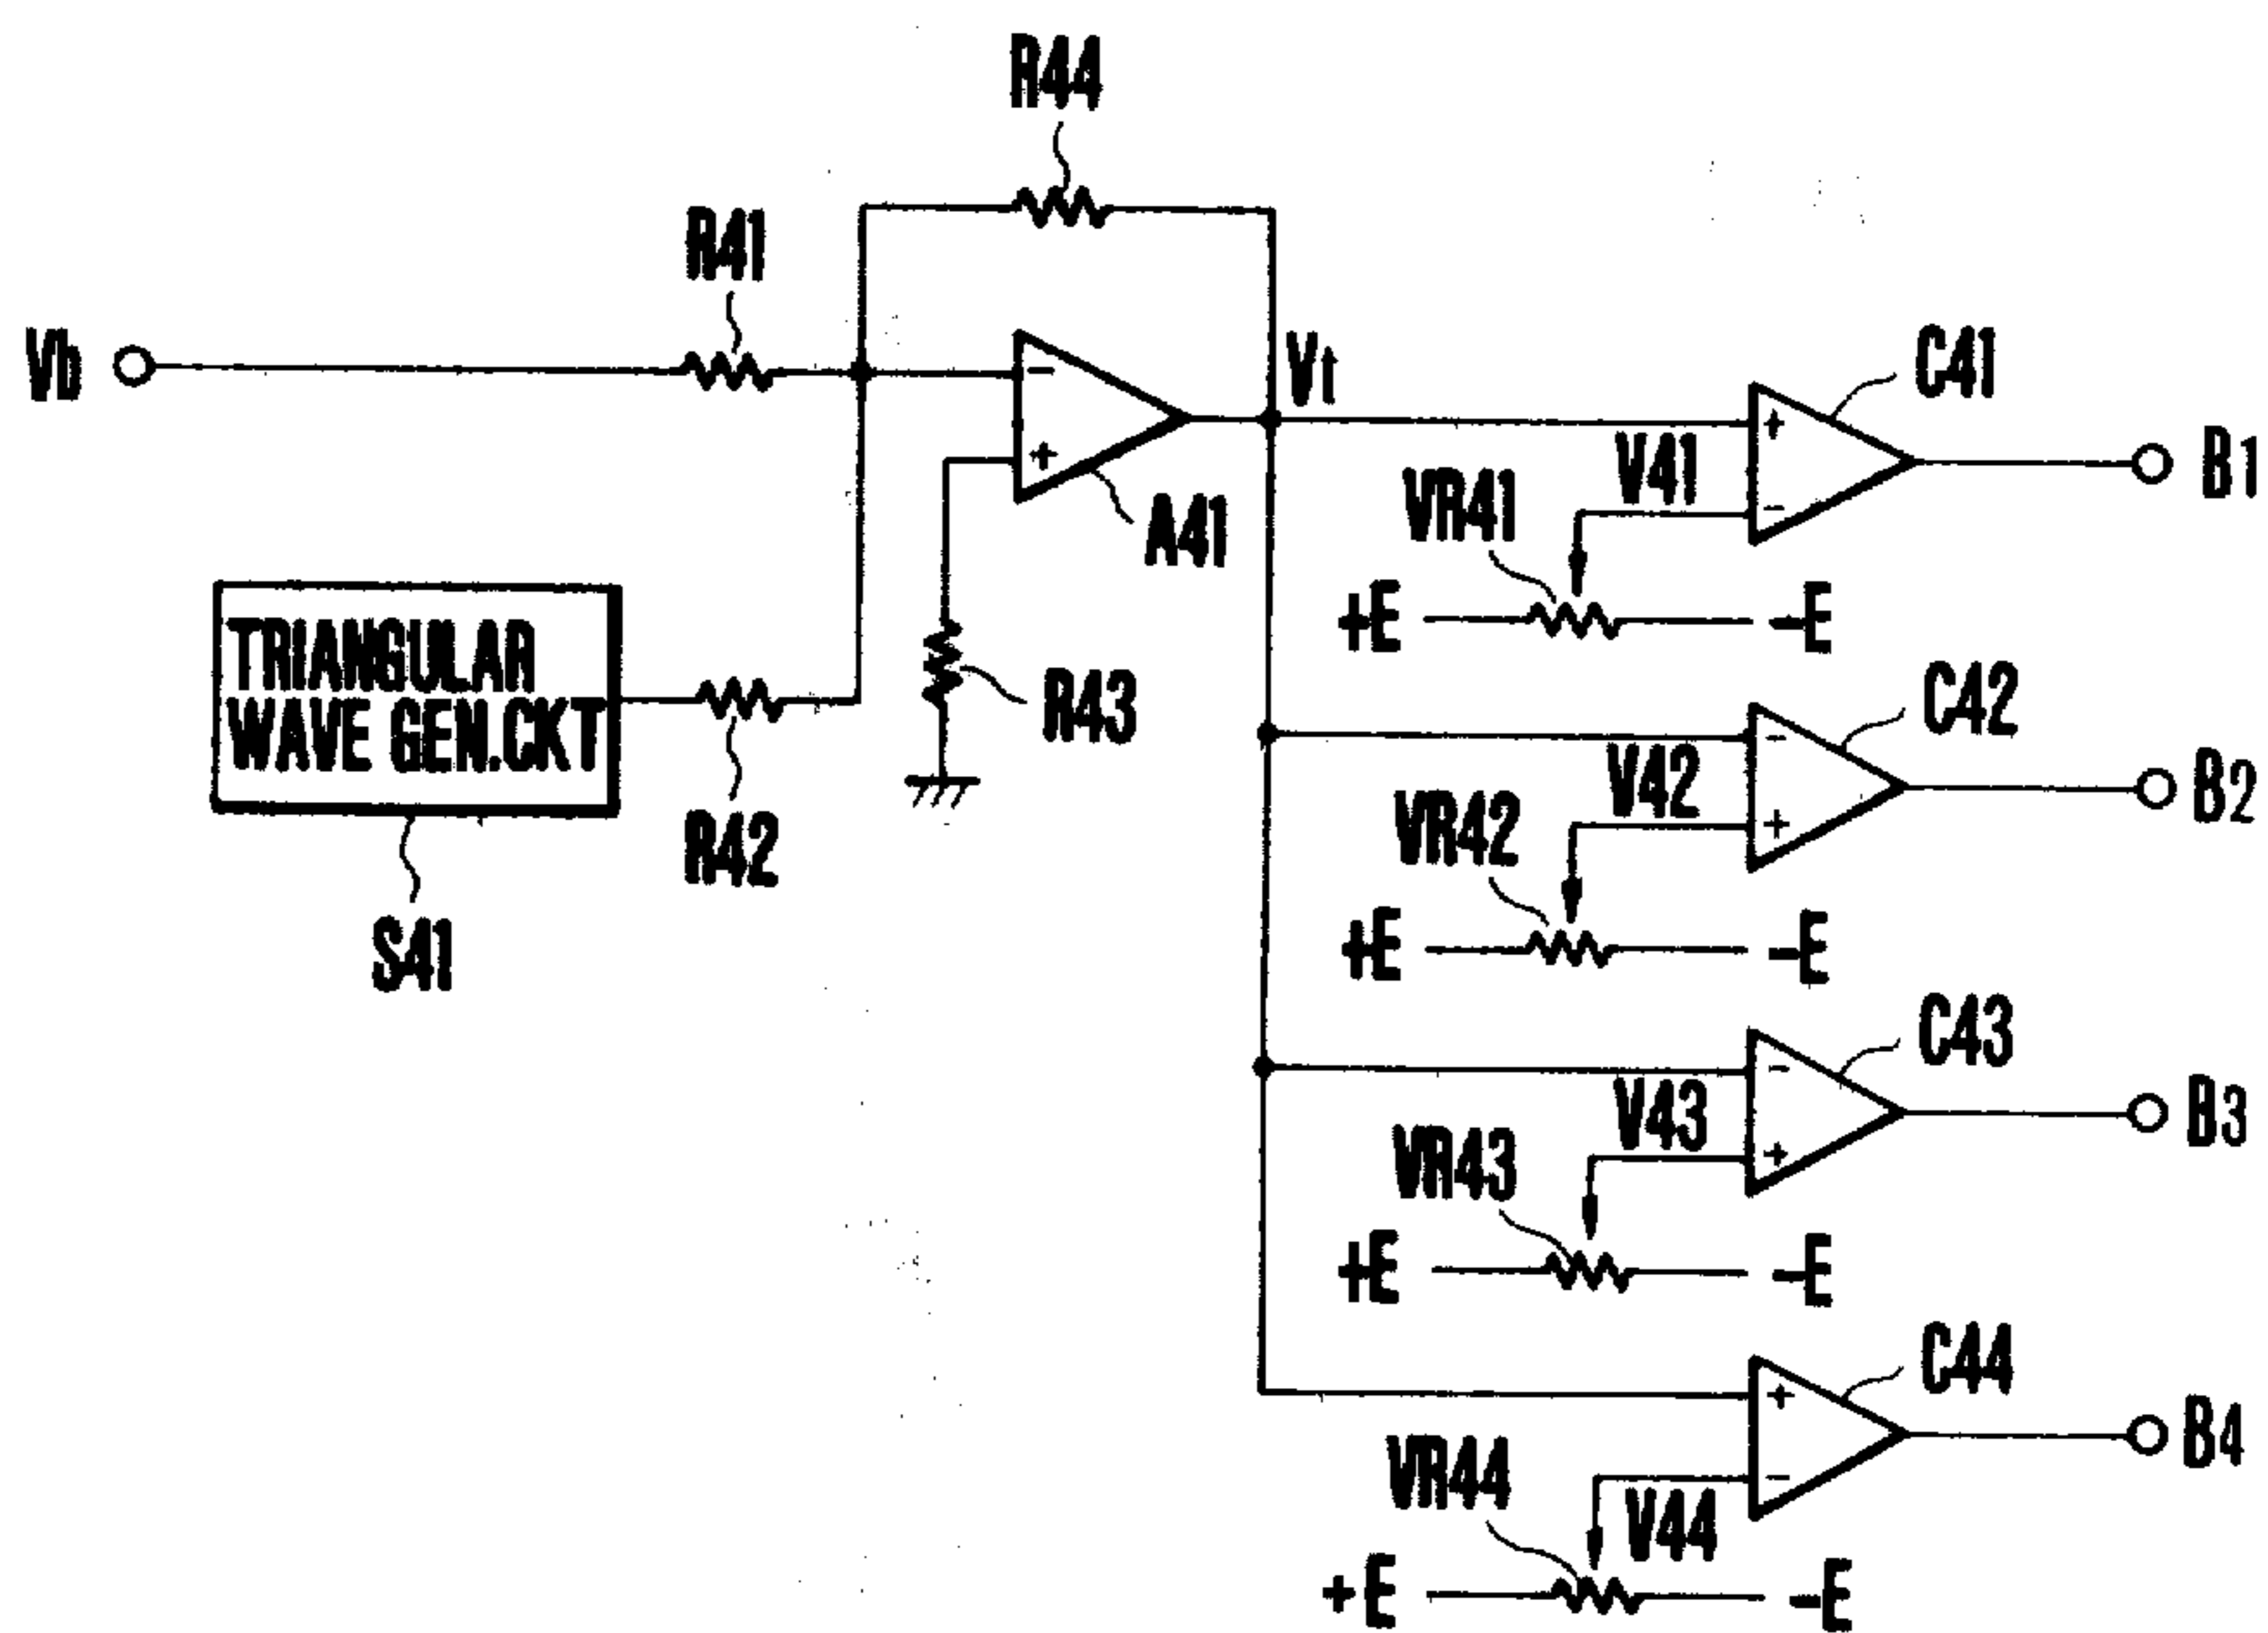 R44
R41
Vb
Vt
C41
+
-
-
+
V41
B1
A41
VR41
-
+E
-E
TRIANGULAR
WAVE GEN.CKT
R43
C42
-
V42
B2
R42
VR42
+
S41
+E
-E
C43
-
V43
B3
VR43
+
+E
-E
C44
+
B4
VR44
-
V44
+E
-E